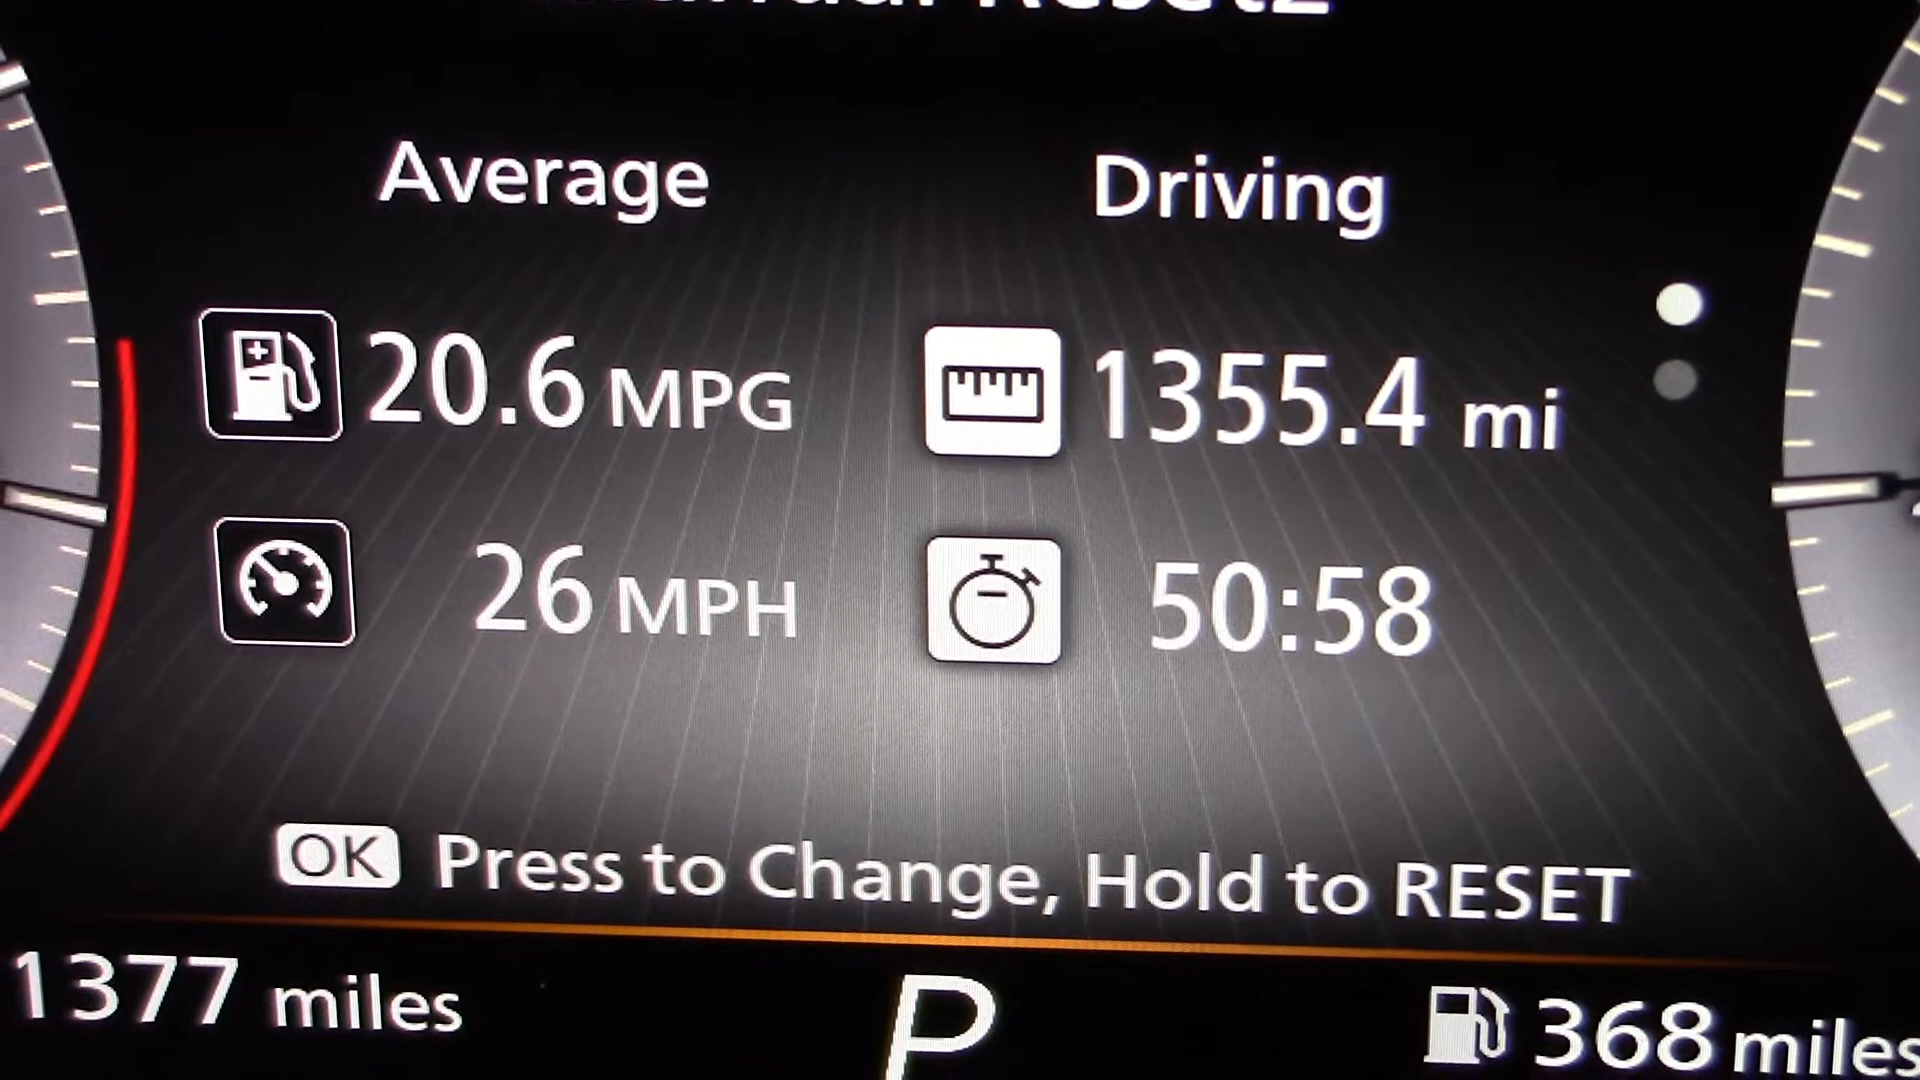 Reset2
Average
Driving
20.6 MPG
1355.4 mi
26 MPH
50:58
OK Press to Change, Hold to RESET
1377 miles
P
368 miles